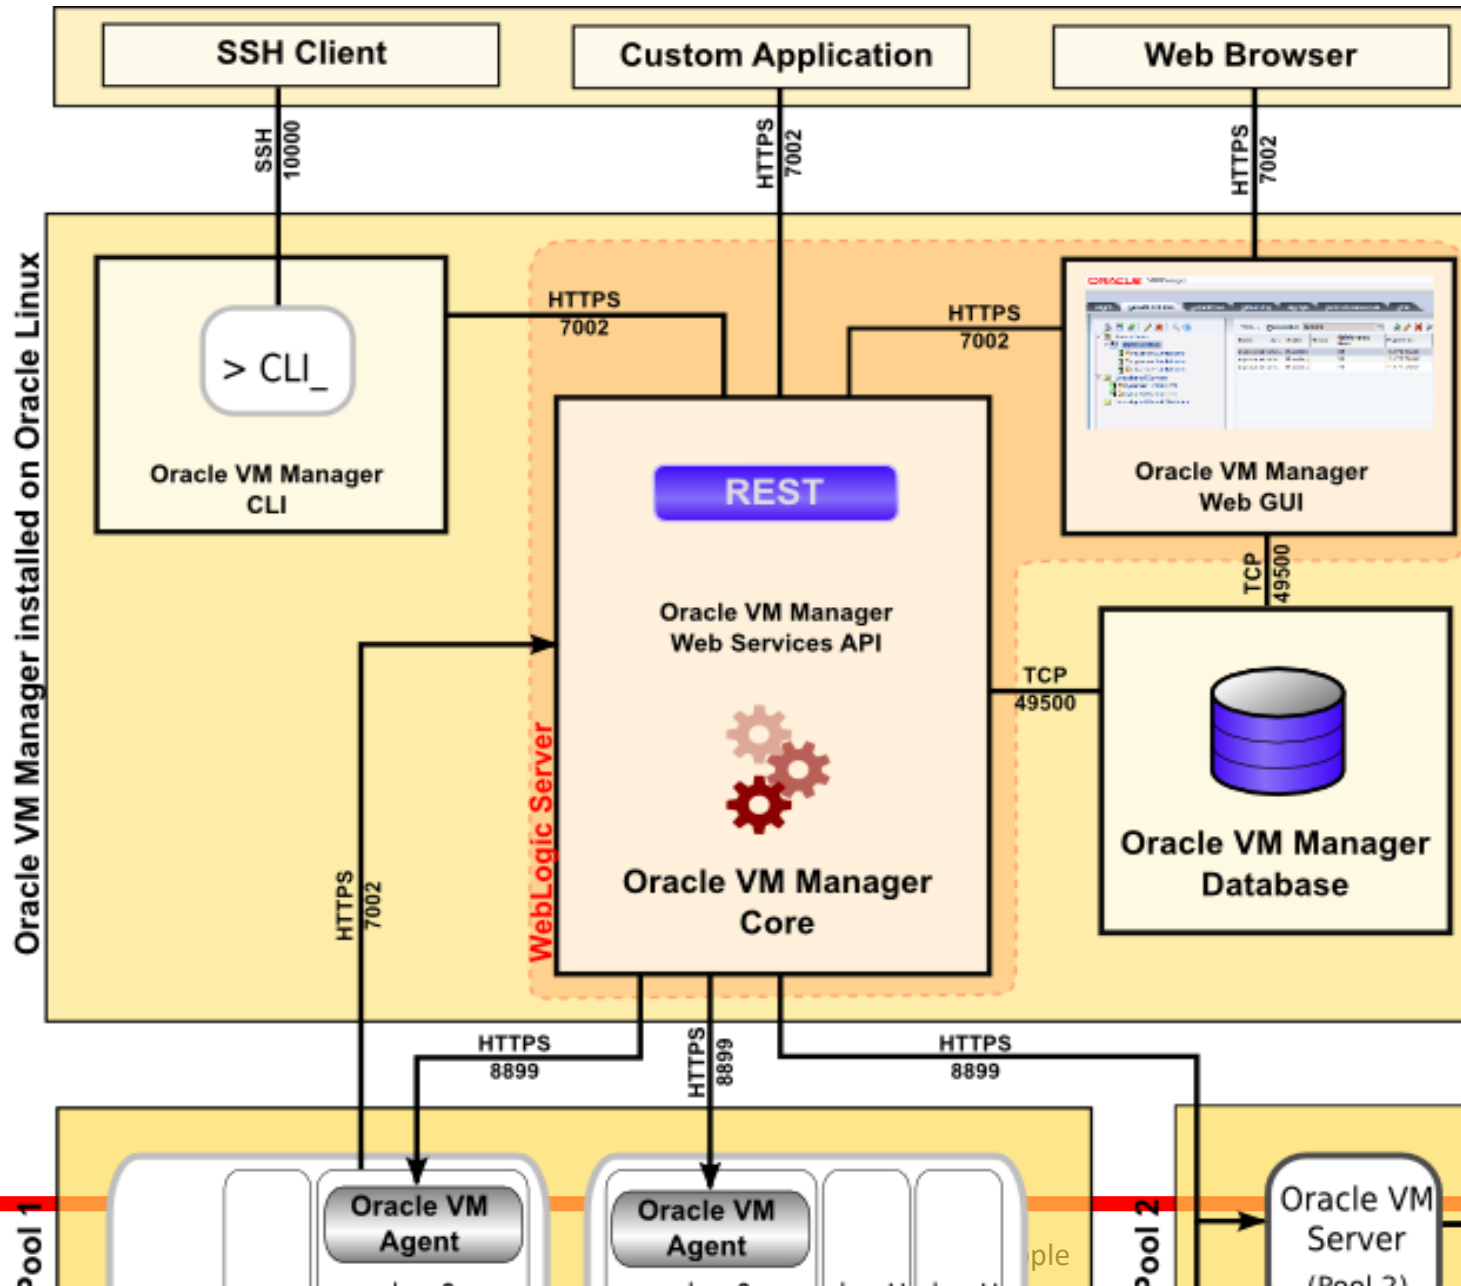 SSH Client
Custom Application
Web Browser
SSH
10000
HTTPS
7002
HTTPS
7002
Oracle VM Manager installed on Oracle Linux
> CLI_
Oracle VM Manager
CLI
HTTPS
7002
HTTPS
7002
ORACLE
Oracle VM Manager
Web GUI
REST
Oracle VM Manager
Web Services API
TCP
49500
TCP
49500
WebLogic Server
Oracle VM Manager
Core
Oracle VM Manager
Database
HTTPS
7002
HTTPS
8899
HTTPS
8899
HTTPS
8899
Pool 1
Oracle VM
Agent
Oracle VM
Agent
Pool 2
Oracle VM
Server
(Pool 2)